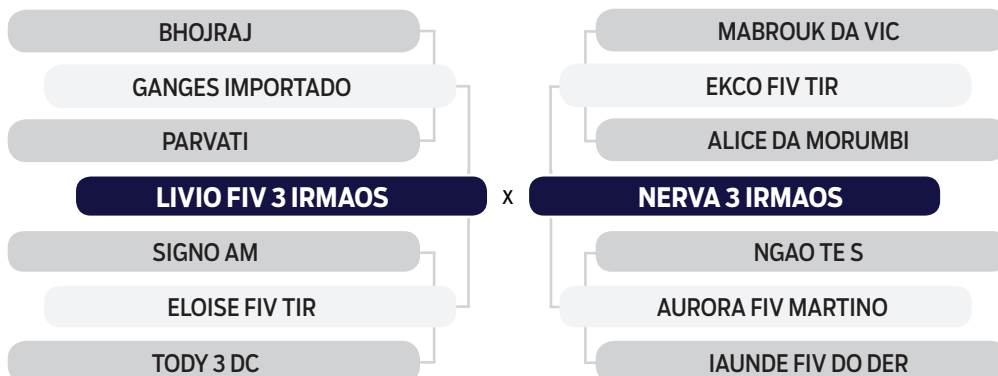 BHOJRAJ
GANGES IMPORTADO
PARVATI
LIVIO FIV 3 IRMAOS
SIGNO AM
ELOISE FIV TIR
TODY 3 DC
x
MABROUK DA VIC
EKCO FIV TIR
ALICE DA MORUMBI
NERVA 3 IRMAOS
NGAO TE S
AURORA FIV MARTINO
IAUNDE FIV DO DER